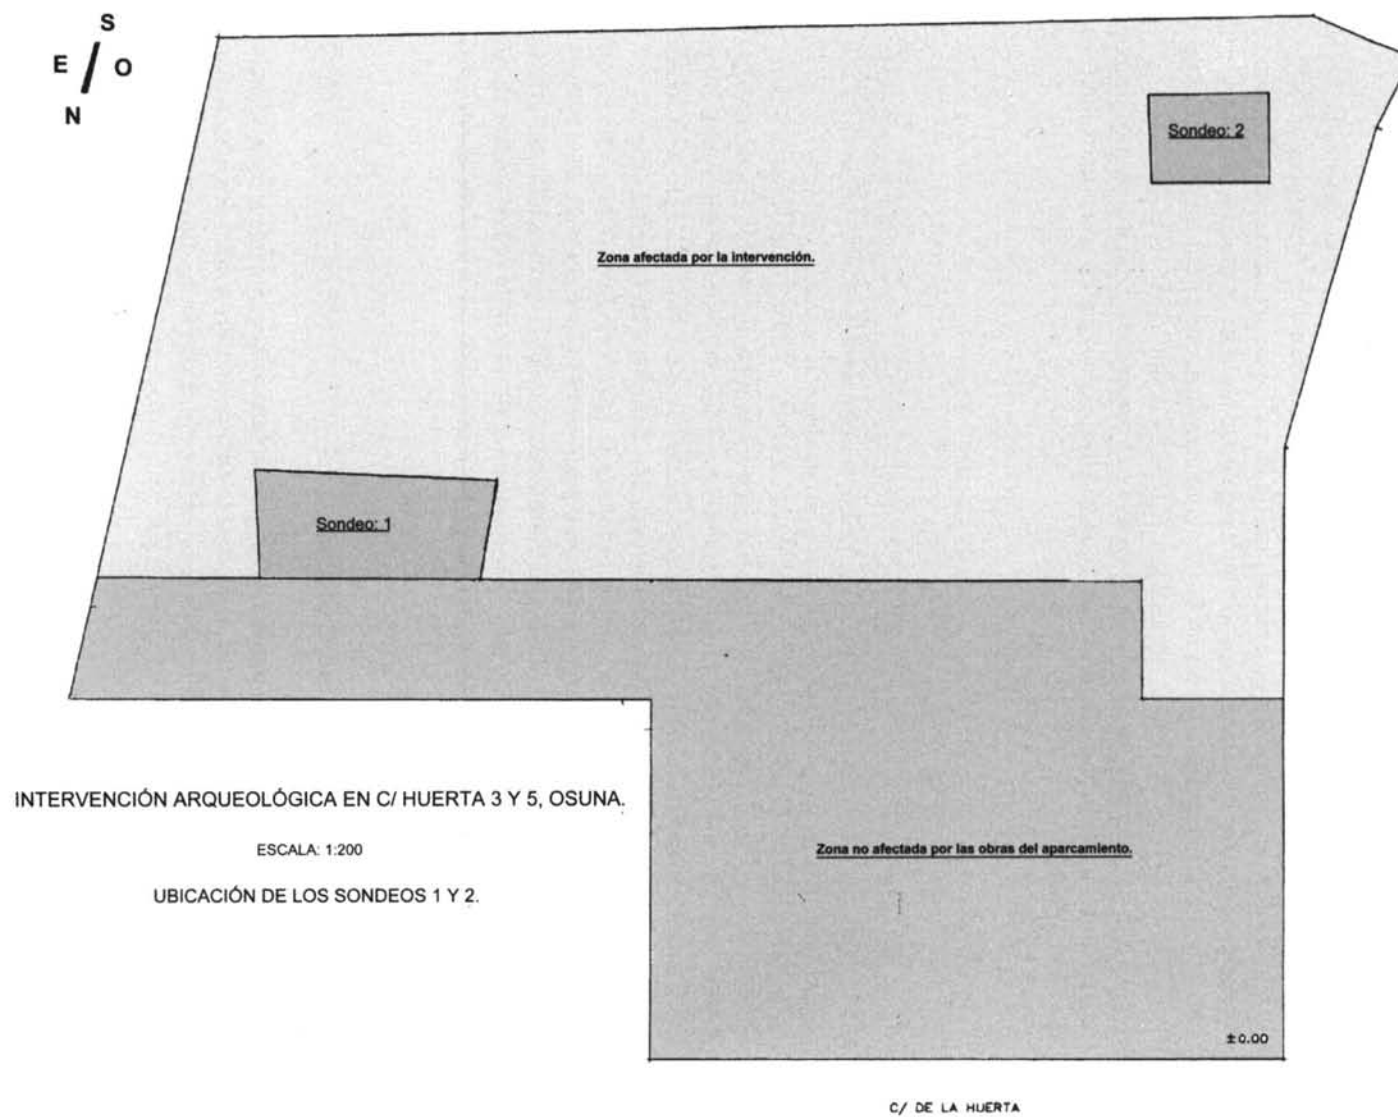 S
E O
N
Sondeo: 2
Zona afectada por la intervención.
Sondeo: 1
INTERVENCIÓN ARQUEOLÓGICA EN C/ HUERTA 3 Y 5, OSUNA.
ESCALA: 1:200
UBICACIÓN DE LOS SONDEOS 1 Y 2.
Zona no afectada por las obras del aparcamiento.
±0.00
C/ DE LA HUERTA